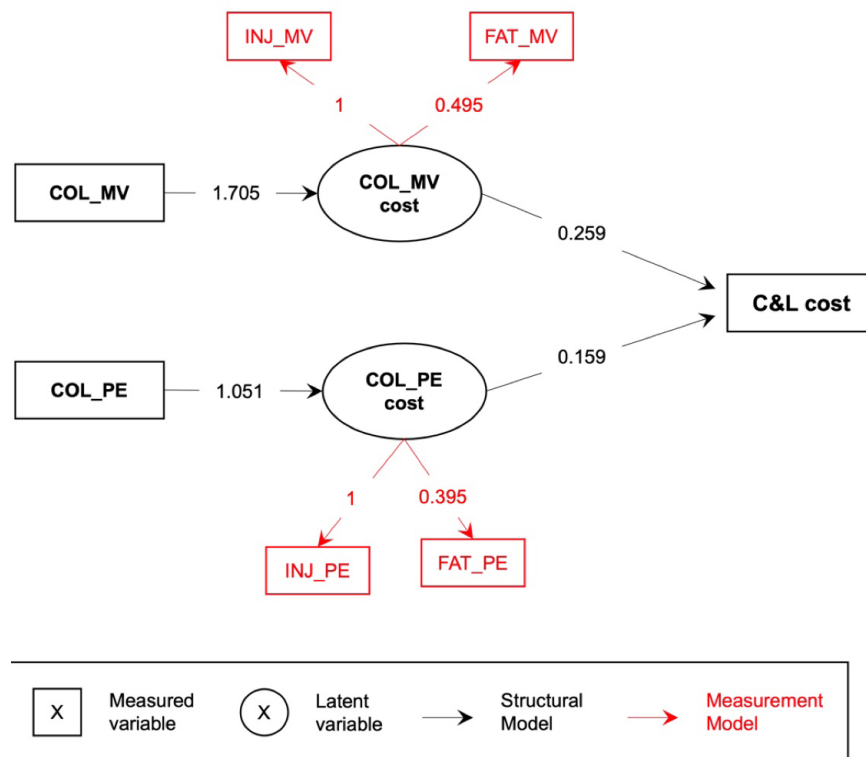 INJ_MV
FAT_MV
1
0.495
COL_MV
1.705
COL_MV
cost
0.259
C&L cost
COL_PE
1.051
COL_PE
cost
0.159
1
0.395
INJ_PE
FAT_PE
X
Measured
variable
X
Latent
variable
Structural
Model
Measurement
Model